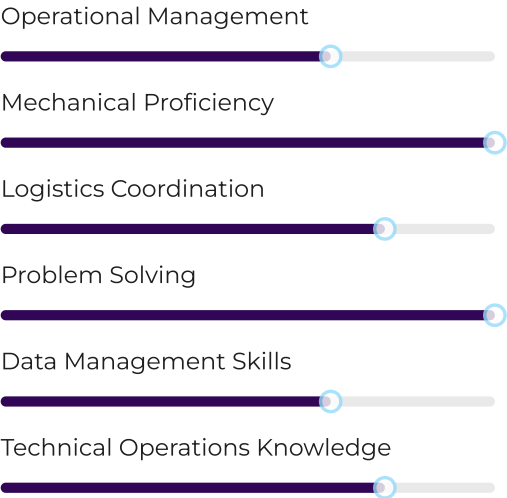 Operational Management
Mechanical Proficiency
Logistics Coordination
Problem Solving
Data Management Skills
Technical Operations Knowledge